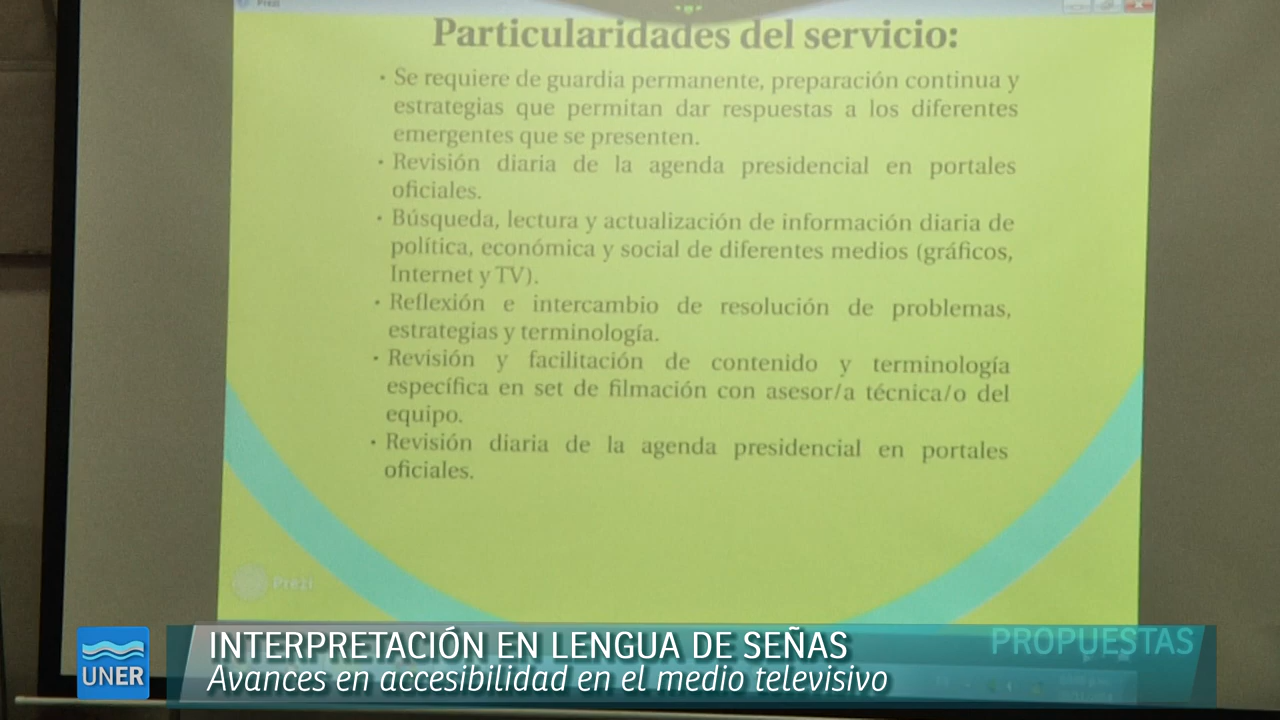 Prezi
Particularidades del servicio:
• Se requiere de guardia permanente, preparación continua y
estrategias que permitan dar respuestas a los diferentes
emergentes que se presenten.
• Revisión diaria de la agenda presidencial en portales
oficiales.
• Búsqueda, lectura y actualización de información diaria de
política, económica y social de diferentes medios (gráficos,
Internet y TV).
• Reflexión e intercambio de resolución de problemas,
estrategias y terminología.
• Revisión y facilitación de contenido y terminología
específica en set de filmación con asesor/a técnica/o del
equipo.
• Revisión diaria de la agenda presidencial en portales
oficiales.
Prezi
INTERPRETACIÓN EN LENGUA DE SEÑAS
PROPUESTAS
Avances en accesibilidad en el medio televisivo
UNER